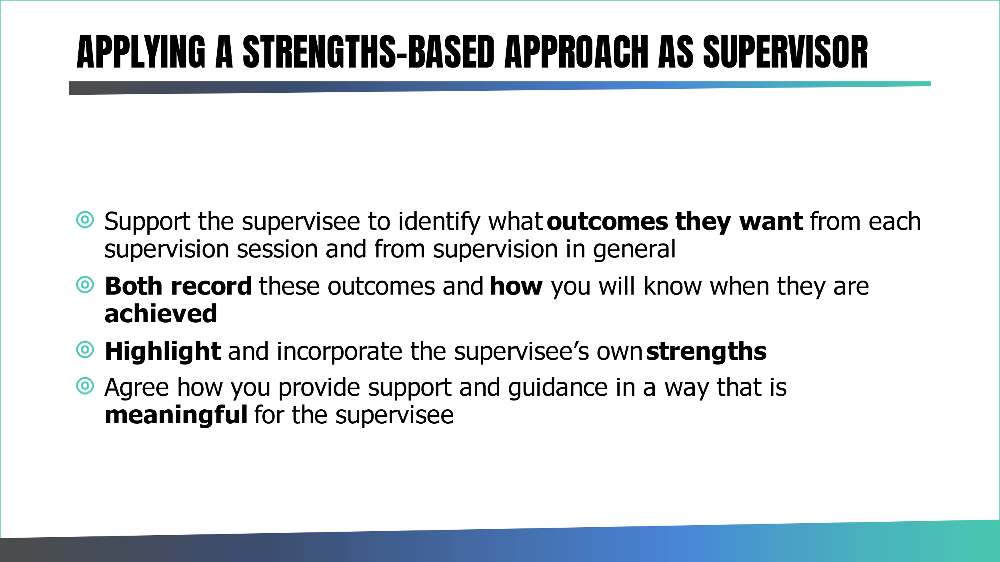 APPLYING A STRENGTHS-BASED APPROACH AS SUPERVISOR
Support the supervisee to identify what outcomes they want from each
supervision session and from supervision in general
Both record these outcomes and how you will know when they are
achieved
Highlight and incorporate the supervisee’s own strengths
Agree how you provide support and guidance in a way that is
meaningful for the supervisee